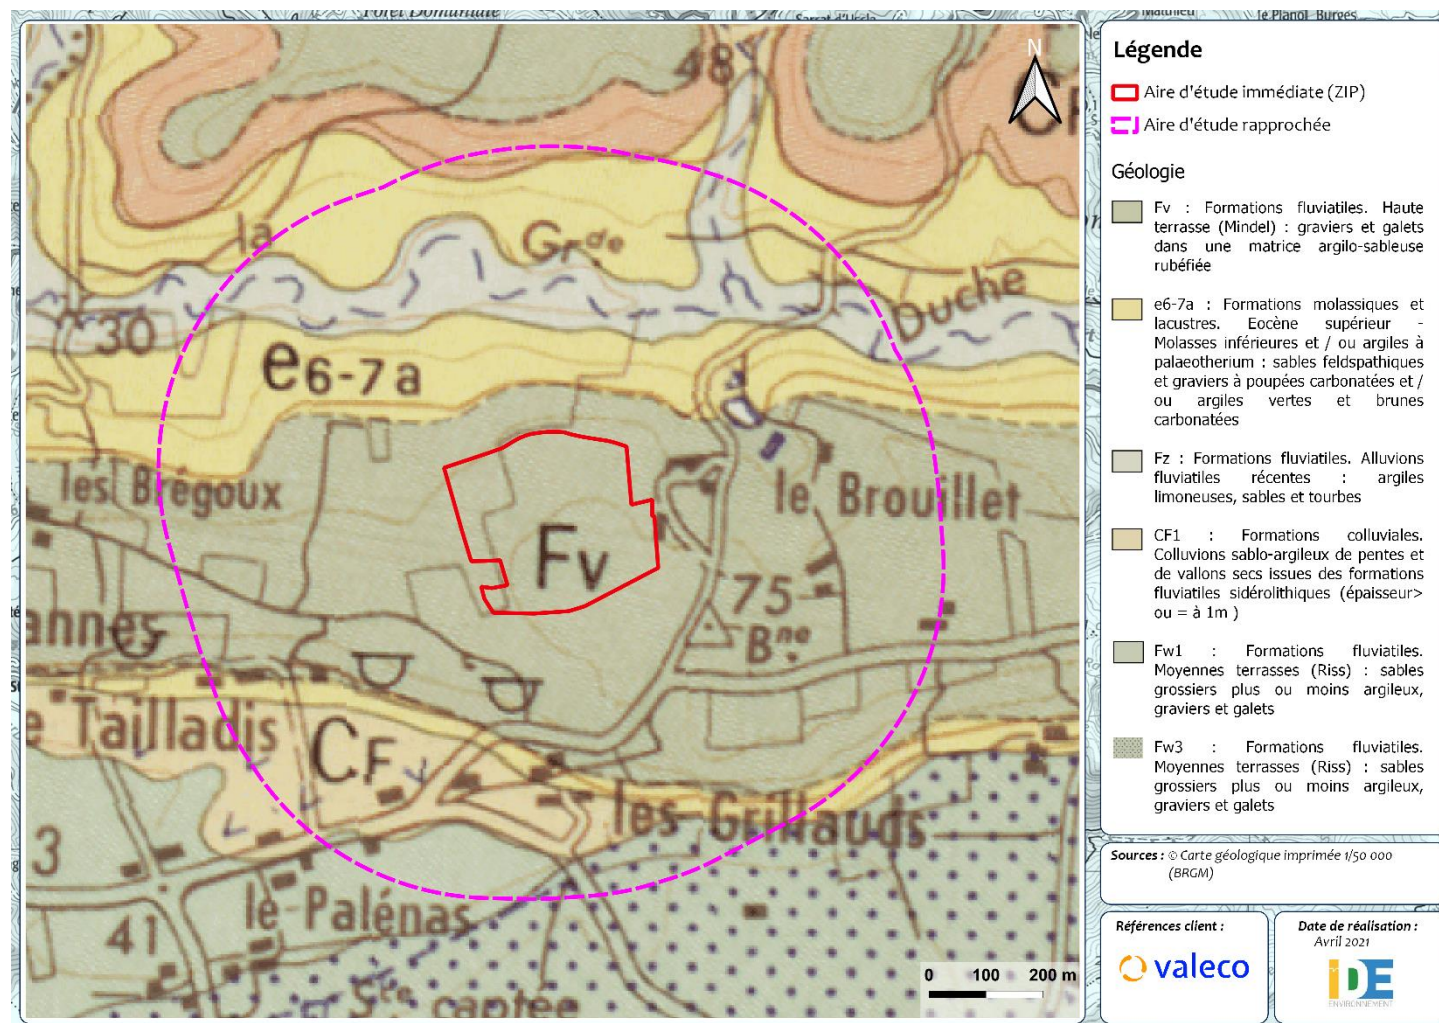 Forêt Domaniale
le Planol Burges
N
48
la
Gr.de
Duche
30
e6-7a
les Brégoux
le Brouillet
Fv
75
Bne
annes
e Tailladis
CF
les Grillauds
3
le Palénas
41
Ste captée
0 100 200 m
Légende
Aire d'étude immédiate (ZIP)
Aire d'étude rapprochée
Géologie
Fv : Formations fluviatiles. Haute
terrasse (Mindel) : graviers et galets
dans une matrice argilo-sableuse
rubéfiée
e6-7a : Formations molassiques et
lacustres. Eocène supérieur -
Molasses inférieures et / ou argiles à
palaeotherium : sables feldspathiques
et graviers à poupées carbonatées et /
ou argiles vertes et brunes
carbonatées
Fz : Formations fluviatiles. Alluvions
fluviatiles récentes : argiles
limoneuses, sables et tourbes
CF1 : Formations colluviales.
Colluvions sablo-argileux de pentes et
de vallons secs issues des formations
fluviatiles sidérolithiques (épaisseur>
ou = à 1m )
Fw1 : Formations fluviatiles.
Moyennes terrasses (Riss) : sables
grossiers plus ou moins argileux,
graviers et galets
Fw3 : Formations fluviatiles.
Moyennes terrasses (Riss) : sables
grossiers plus ou moins argileux,
graviers et galets
Sources : © Carte géologique imprimée 1/50 000
(BRGM)
Références client :
valeco
Date de réalisation :
Avril 2021
IDE
ENVIRONNEMENT